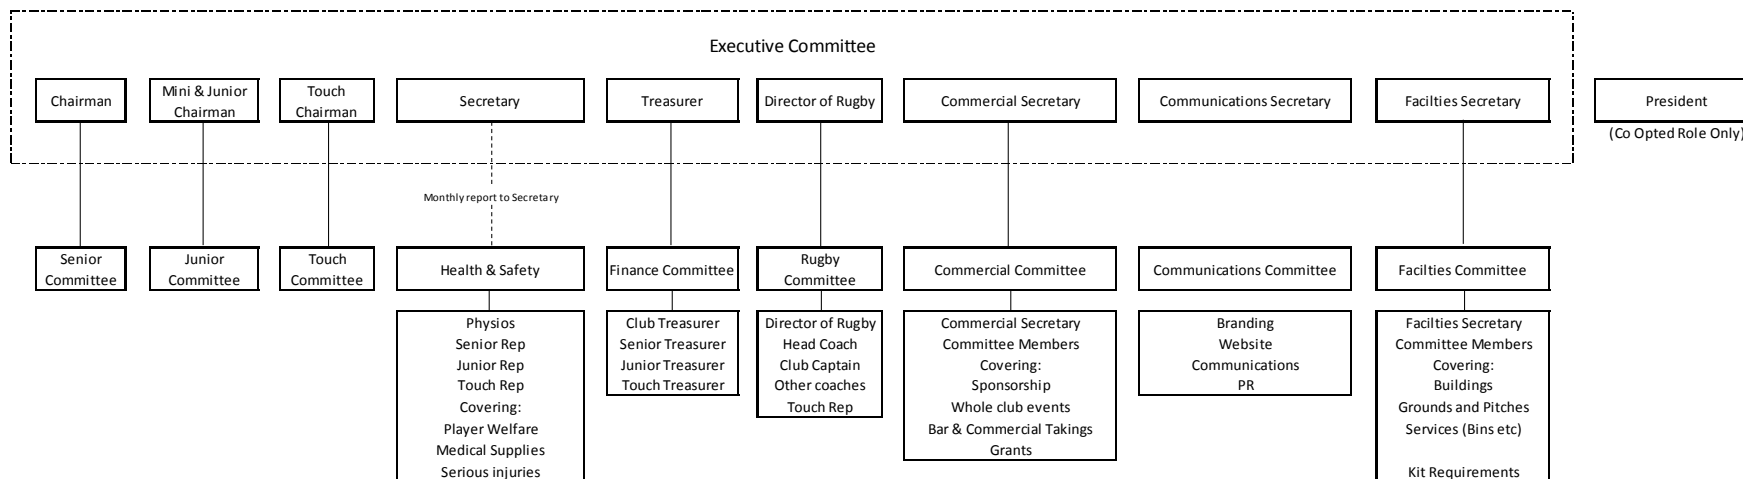 Executive Committee
Chairman
Mini & Junior
Chairman
Touch
Chairman
Secretary
Treasurer
Director of Rugby
Commercial Secretary
Communications Secretary
Facilties Secretary
President
(Co Opted Role Only)
Monthly report to Secretary
Senior
Committee
Junior
Committee
Touch
Committee
Health & Safety
Finance Committee
Rugby
Committee
Commercial Committee
Communications Committee
Facilties Committee
Physios
Senior Rep
Junior Rep
Touch Rep
Covering:
Player Welfare
Medical Supplies
Serious injuries
Club Treasurer
Senior Treasurer
Junior Treasurer
Touch Treasurer
Director of Rugby
Head Coach
Club Captain
Other coaches
Touch Rep
Commercial Secretary
Committee Members
Covering:
Sponsorship
Whole club events
Bar & Commercial Takings
Grants
Branding
Website
Communications
PR
Facilties Secretary
Committee Members
Covering:
Buildings
Grounds and Pitches
Services (Bins etc)
Kit Requirements